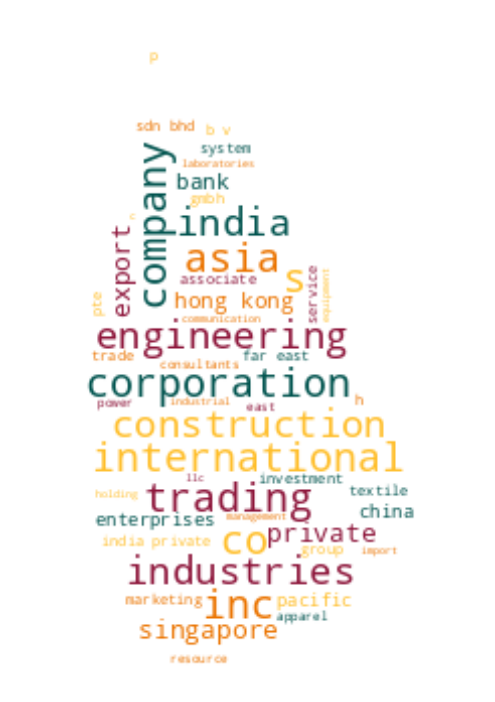 p
sdn bhd
b v
system
laboratories
company
bank
gmbh
india
n
export
asia
associate
s
service
equipment
pte
hong kong
communication
engineering
trade
far east
consultants
corporation
power
industrial
east
h
construction
international
llc
investment
holding
trading
textile
enterprises
management
china
india private
co
private
group
import
industries
marketing
inc
pacific
apparel
singapore
resource